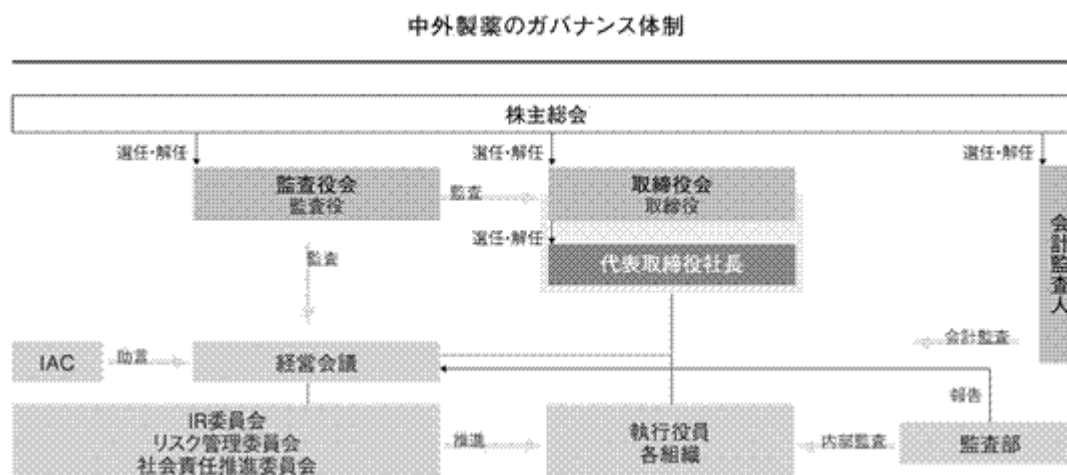 中外製薬のガバナンス体制
株主総会
選任・解任
選任・解任
選任・解任
監査役会
監査役
監査
取締役会
取締役
会計監査人
選任・解任
代表取締役社長
監査
会計監査
IAC
助言
経営会議
報告
IR委員会
リスク管理委員会
社会責任推進委員会
推進
執行役員
各組織
内部監査
監査部